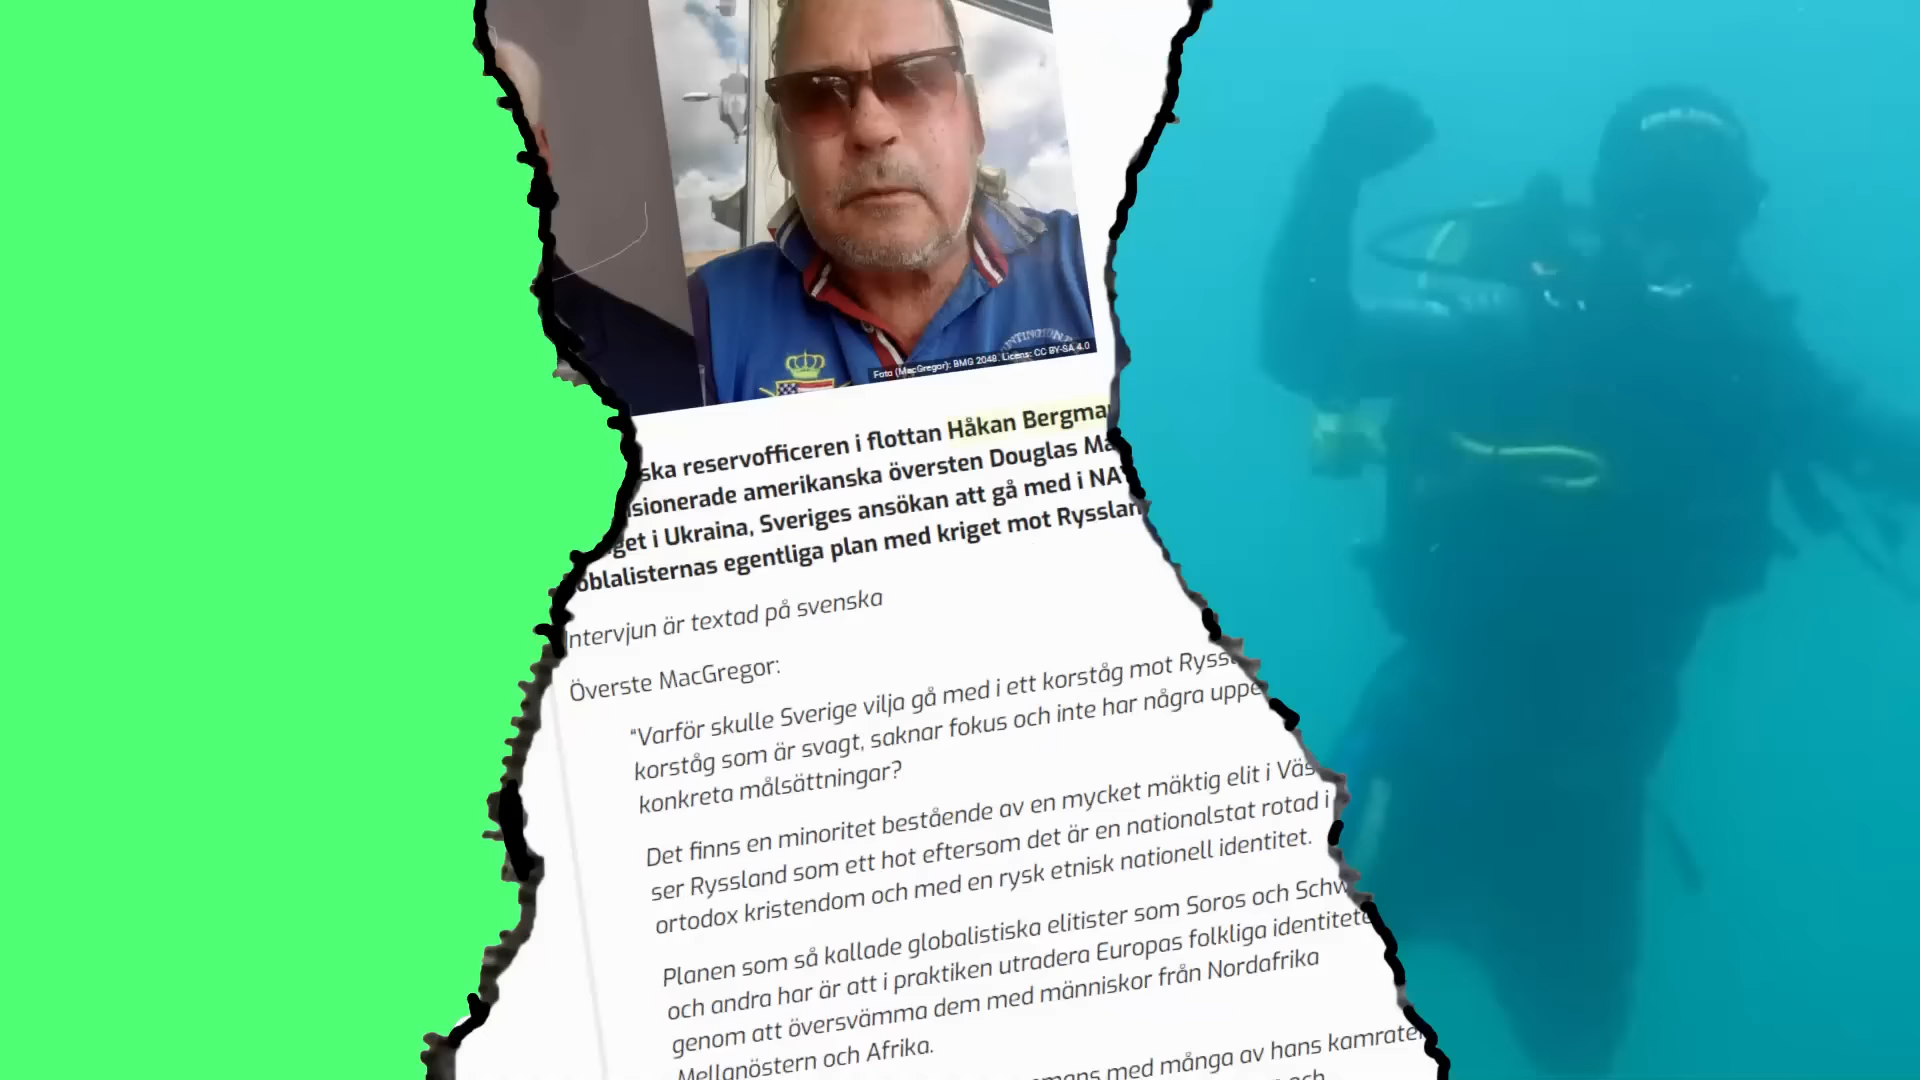 Foto (MacGregor): BMG 2048. Licens: CC BY-SA 4.0
ska reservofficeren i flottan Håkan Bergma
sionerade amerikanska översten Douglas Ma
get i Ukraina, Sveriges ansökan att gå med i NA
oblalisternas egentliga plan med kriget mot Rysslan
Intervjun är textad på svenska
Överste MacGregor:
"Varför skulle Sverige vilja gå med i ett korståg mot Ryssl
korståg som är svagt, saknar fokus och inte har några uppe
konkreta målsättningar?
Det finns en minoritet bestående av en mycket mäktig elit i Väs
ser Ryssland som ett hot eftersom det är en nationalstat rotad i
ortodox kristendom och med en rysk etnisk nationell identitet.
Planen som så kallade globalistiska elitister som Soros och Schw
och andra har är att i praktiken utradera Europas folkliga identitete
genom att översvämma dem med människor från Nordafrika
Mellanöstern och Afrika.
mans med många av hans kamrater
och